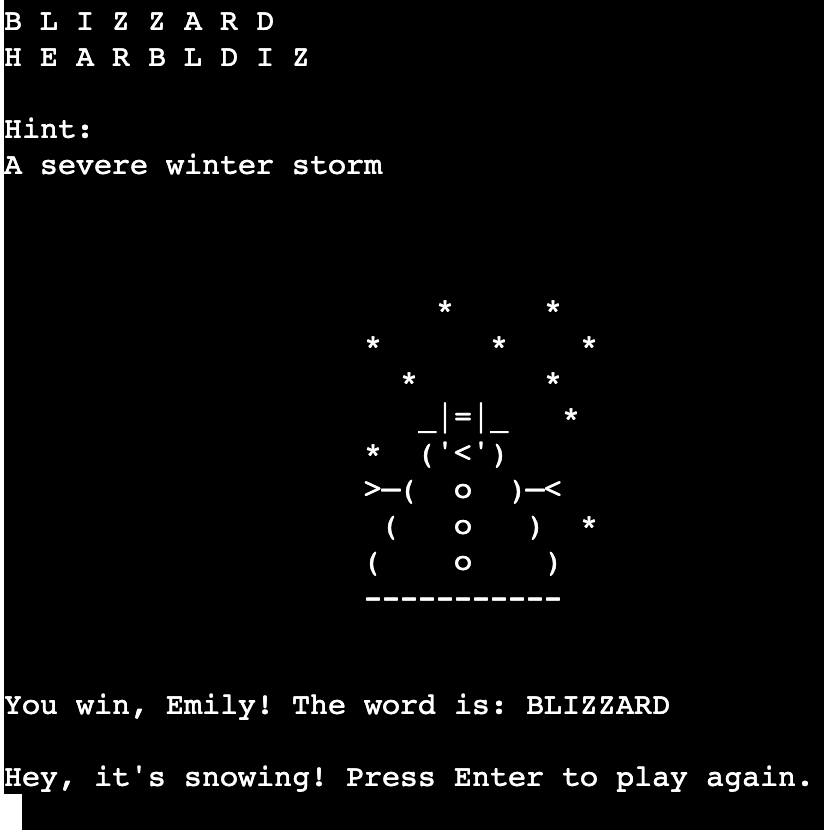 B L I Z Z A R D
H E A R B L D I Z
Hint:
A severe winter storm
You win, Emily! The word is: BLIZZARD
Hey, it's snowing! Press Enter to play again.